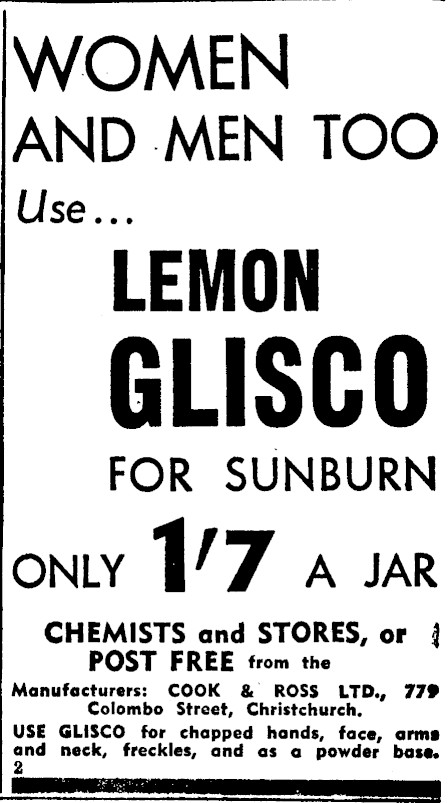 WOMEN
AND MEN TOO
Use...
LEMON
GLISCO
FOR SUNBURN
ONLY 1/7 A JAR
CHEMISTS and STORES, or
POST FREE from the
Manufacturers: COOK & ROSS LTD., 779
Colombo Street, Christchurch.
USE GLISCO for chapped hands, face, arms
and neck, freckles, and as a powder base.
2